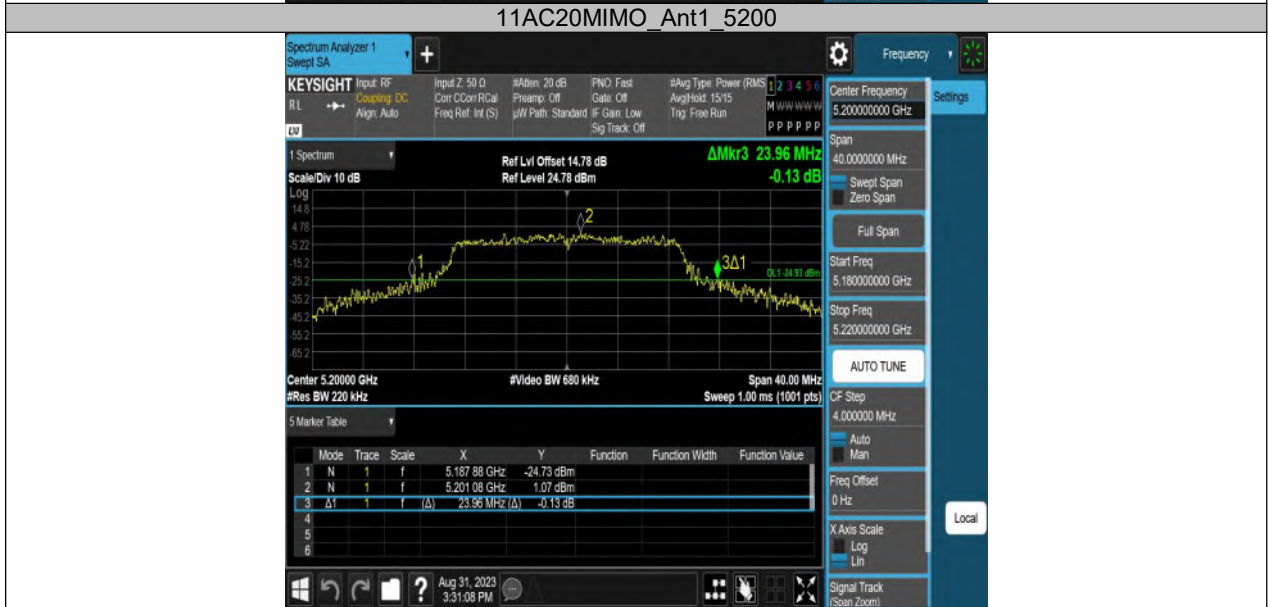 11AC20MIMO_Ant1_5200
Spectrum Analyzer 1
Swept SA
+
Frequency
KEYSIGHT
RL
LXI
Input: RF
Coupling: DC
Align: Auto
Input Z: 50 Ω
Corr CCorr RCal
Freq Ref: Int (S)
#Atten: 20 dB
Preamp: Off
µW Path: Standard
PNO: Fast
Gate: Off
IF Gain: Low
Sig Track: Off
#Avg Type: Power (RMS
Avg|Hold: 15/15
Trig: Free Run
1 2 3 4 5 6
M W W W W W
P P P P P P
1 Spectrum
Scale/Div 10 dB
Ref Lvl Offset 14.78 dB
Ref Level 24.78 dBm
ΔMkr3 23.96 MHz
-0.13 dB
Log
14.8
4.78
-5.22
-15.2
-25.2
-35.2
-45.2
-55.2
-65.2
1
2
3Δ1
DL1 -24.93 dBm
Center 5.20000 GHz
#Video BW 680 kHz
Span 40.00 MHz
#Res BW 220 kHz
Sweep 1.00 ms (1001 pts)
5 Marker Table
Mode Trace Scale X Y Function Function Width Function Value
1 N 1 f 5.187 88 GHz -24.73 dBm
2 N 1 f 5.201 08 GHz 1.07 dBm
3 Δ1 1 f (Δ) 23.96 MHz (Δ) -0.13 dB
4
5
6
?
Aug 31, 2023
3:31:08 PM
Center Frequency
5.200000000 GHz
Settings
Span
40.0000000 MHz
Swept Span
Zero Span
Full Span
Start Freq
5.180000000 GHz
Stop Freq
5.220000000 GHz
AUTO TUNE
CF Step
4.000000 MHz
Auto
Man
Freq Offset
0 Hz
X Axis Scale
Log
Lin
Local
Signal Track
(Span Zoom)